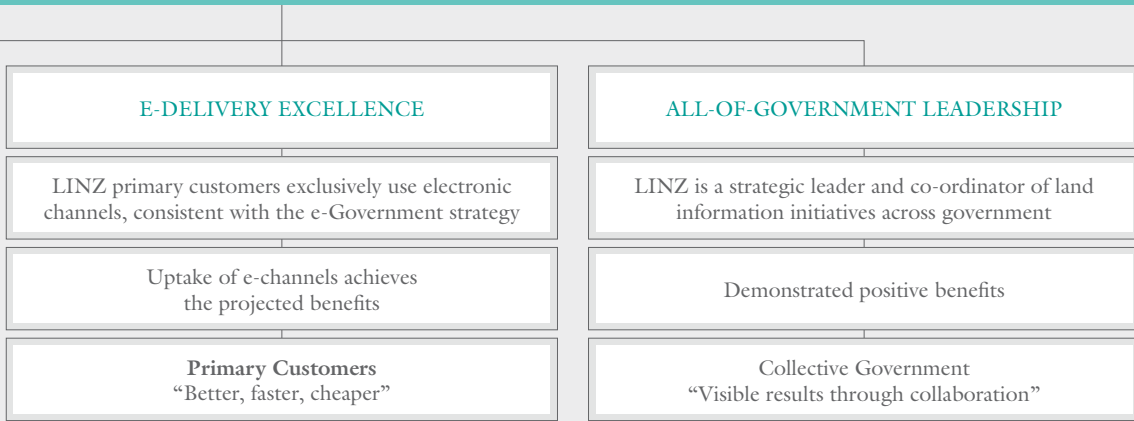 E-DELIVERY EXCELLENCE
LINZ primary customers exclusively use electronic
channels, consistent with the e-Government strategy
Uptake of e-channels achieves
the projected benefits
Primary Customers
“Better, faster, cheaper”
ALL-OF-GOVERNMENT LEADERSHIP
LINZ is a strategic leader and co-ordinator of land
information initiatives across government
Demonstrated positive benefits
Collective Government
“Visible results through collaboration”